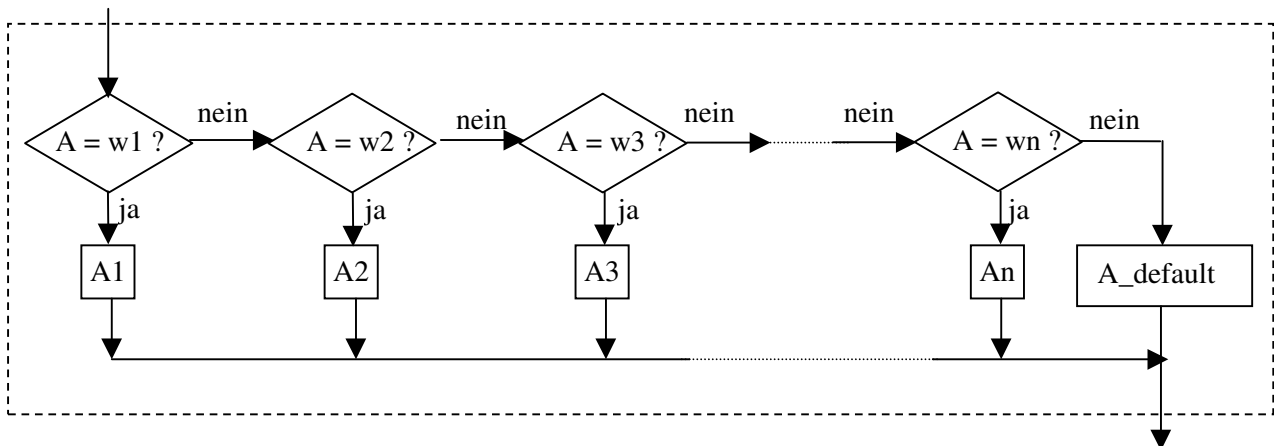 nein
nein
nein
nein
nein
A = w1 ?
A = w2 ?
A = w3 ?
A = wn ?
ja
ja
ja
ja
A1
A2
A3
An
A_default